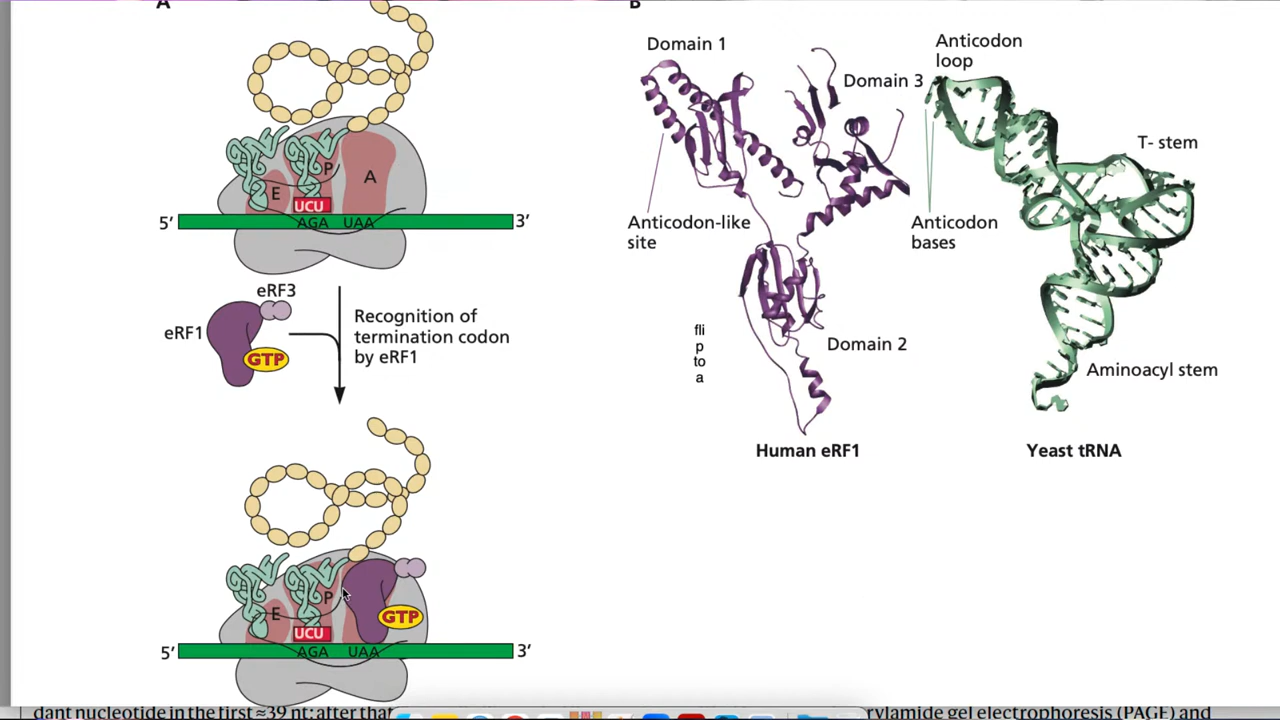 A
B
P
A
E
UCU
5′
AGA
UAA
3′
eRF3
eRF1
GTP
Recognition of
termination codon
by eRF1
P
E
GTP
UCU
5′
AGA
UAA
3′
Domain 1
Domain 3
Anticodon-like
site
fli
p
to
a
Domain 2
Human eRF1
Anticodon
loop
T- stem
Anticodon
bases
Aminoacyl stem
Yeast tRNA
dant nucleotide in the first ≈39 nt; after that
rylamide gel electrophoresis (PAGE) and